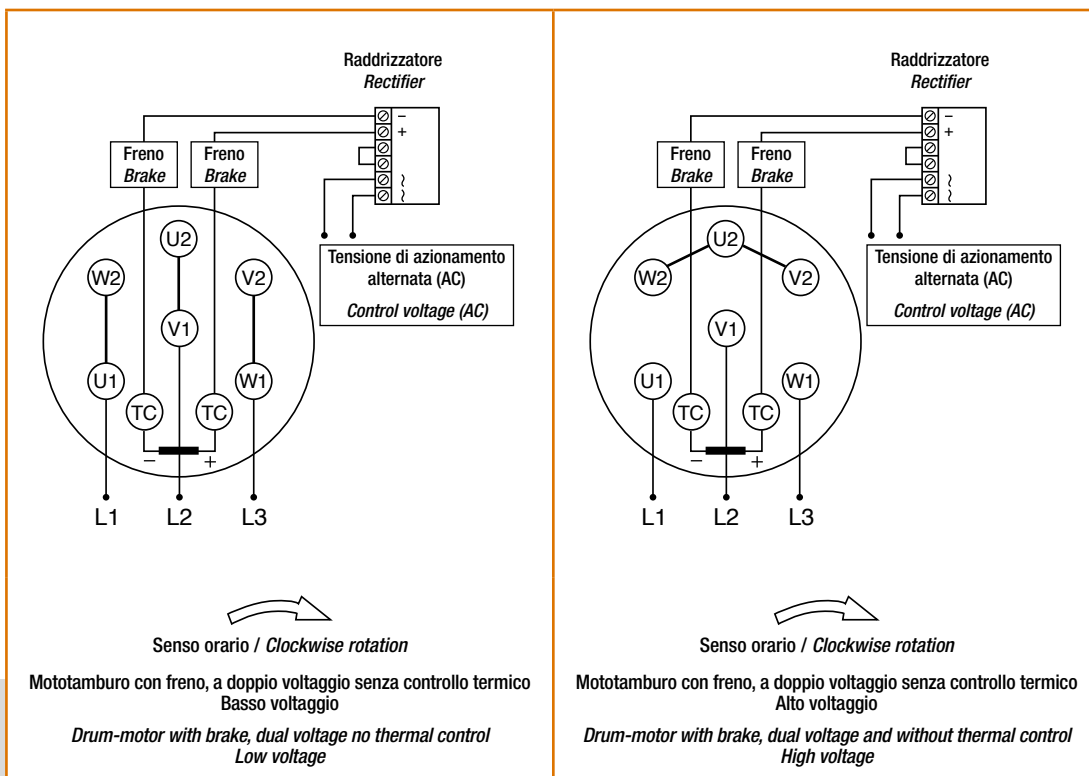 Raddrizzatore
Rectifier
−
+
Freno
Brake
Freno
Brake
~
~
U2
W2
V2
Tensione di azionamento
alternata (AC)
Control voltage (AC)
V1
U1
W1
TC
TC
−
+
L1
L2
L3
Senso orario / Clockwise rotation
Mototamburo con freno, a doppio voltaggio senza controllo termico
Basso voltaggio
Drum-motor with brake, dual voltage no thermal control
Low voltage
Raddrizzatore
Rectifier
−
+
Freno
Brake
Freno
Brake
~
~
U2
W2
V2
Tensione di azionamento
alternata (AC)
Control voltage (AC)
V1
U1
W1
TC
TC
−
+
L1
L2
L3
Senso orario / Clockwise rotation
Mototamburo con freno, a doppio voltaggio senza controllo termico
Alto voltaggio
Drum-motor with brake, dual voltage and without thermal control
High voltage